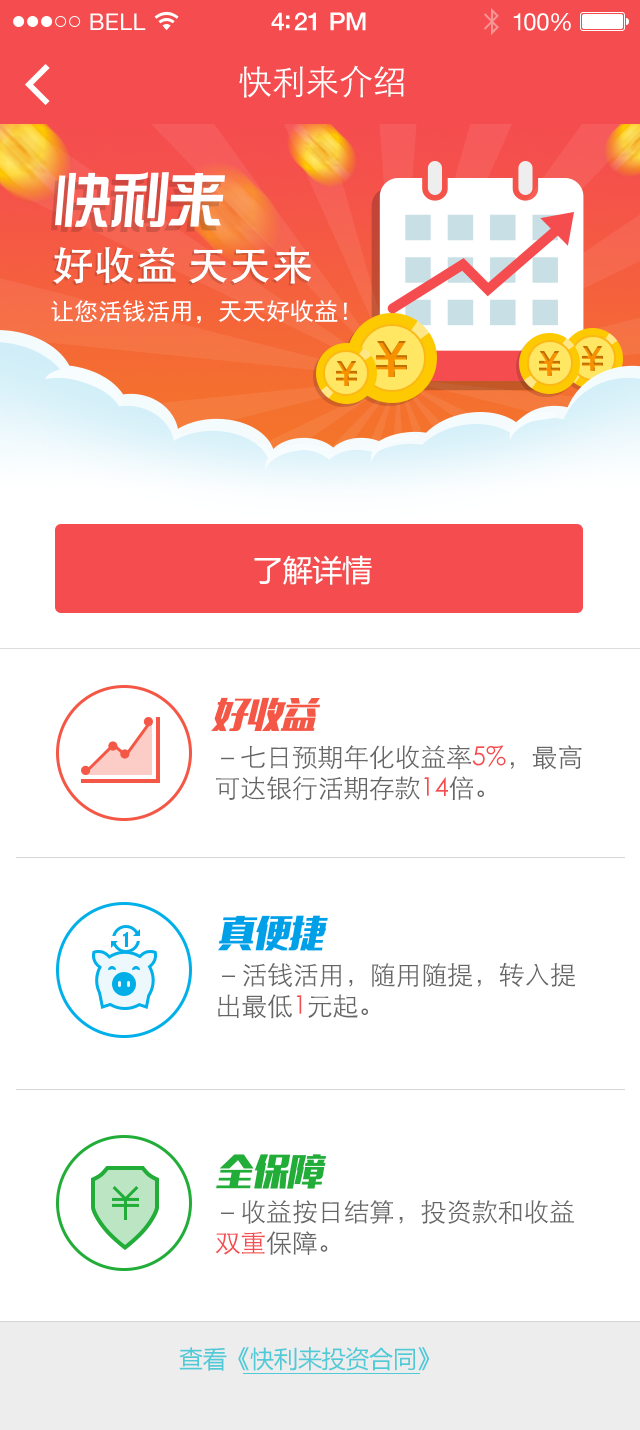 BELL 4:21 PM 100%
快利来介绍
快利来
好收益 天天来
让您活钱活用，天天好收益！
¥ ¥ ¥ ¥
了解详情
好收益
–七日预期年化收益率5%，最高
可达银行活期存款14倍。
1
真便捷
–活钱活用，随用随提，转入提
出最低1元起。
¥
全保障
–收益按日结算，投资款和收益
双重保障。
查看《快利来投资合同》